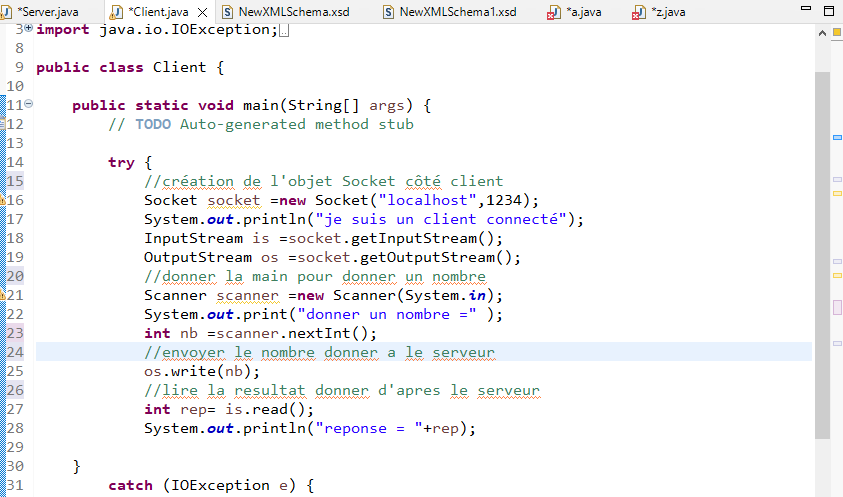 *Server.java *Client.java NewXMLSchema.xsd NewXMLSchema1.xsd *a.java *z.java
3 import java.io.IOException;
8
9 public class Client {
10
11 public static void main(String[] args) {
12 // TODO Auto-generated method stub
13
14 try {
15 //création de l'objet Socket côté client
16 Socket socket =new Socket("localhost",1234);
17 System.out.println("je suis un client connecté");
18 InputStream is =socket.getInputStream();
19 OutputStream os =socket.getOutputStream();
20 //donner la main pour donner un nombre
21 Scanner scanner =new Scanner(System.in);
22 System.out.print("donner un nombre =" );
23 int nb =scanner.nextInt();
24 //envoyer le nombre donner a le serveur
25 os.write(nb);
26 //lire la resultat donner d'apres le serveur
27 int rep= is.read();
28 System.out.println("reponse = "+rep);
29
30 }
31 catch (IOException e) {